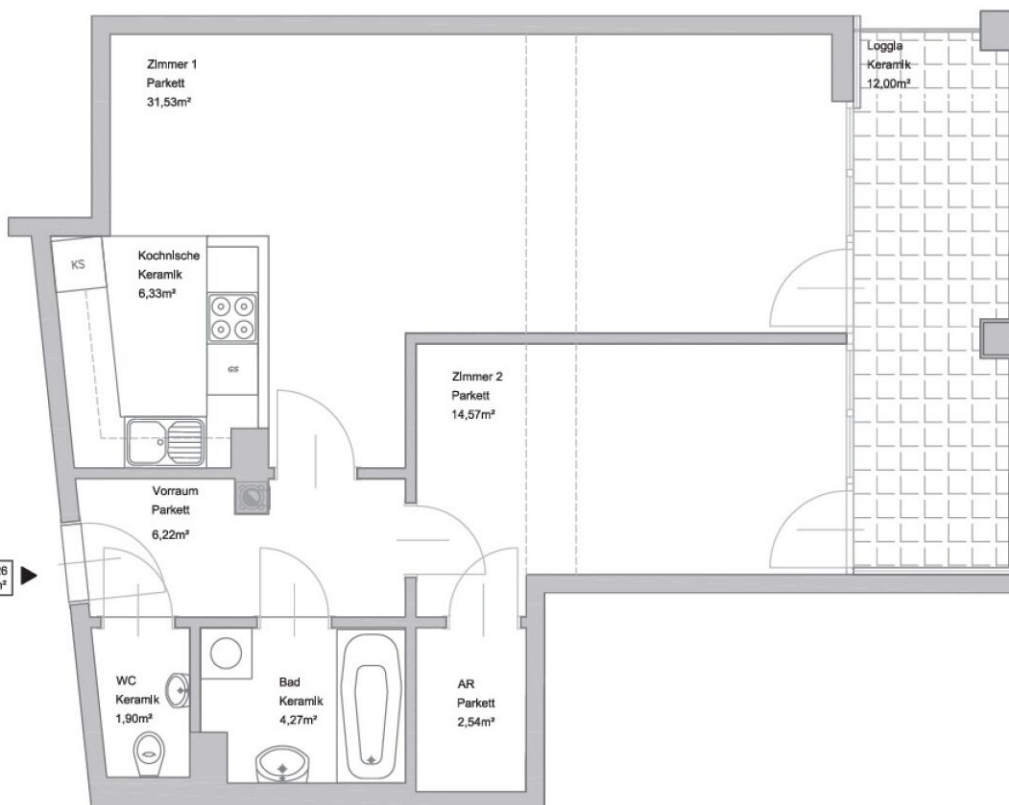 Zimmer 1
Parkett
31,53m²
Loggia
Keramik
12,00m²
KS
Kochnische
Keramik
6,33m²
GS
Zimmer 2
Parkett
14,57m²
Vorraum
Parkett
6,22m²
WC
Keramik
1,90m²
Bad
Keramik
4,27m²
AR
Parkett
2,54m²